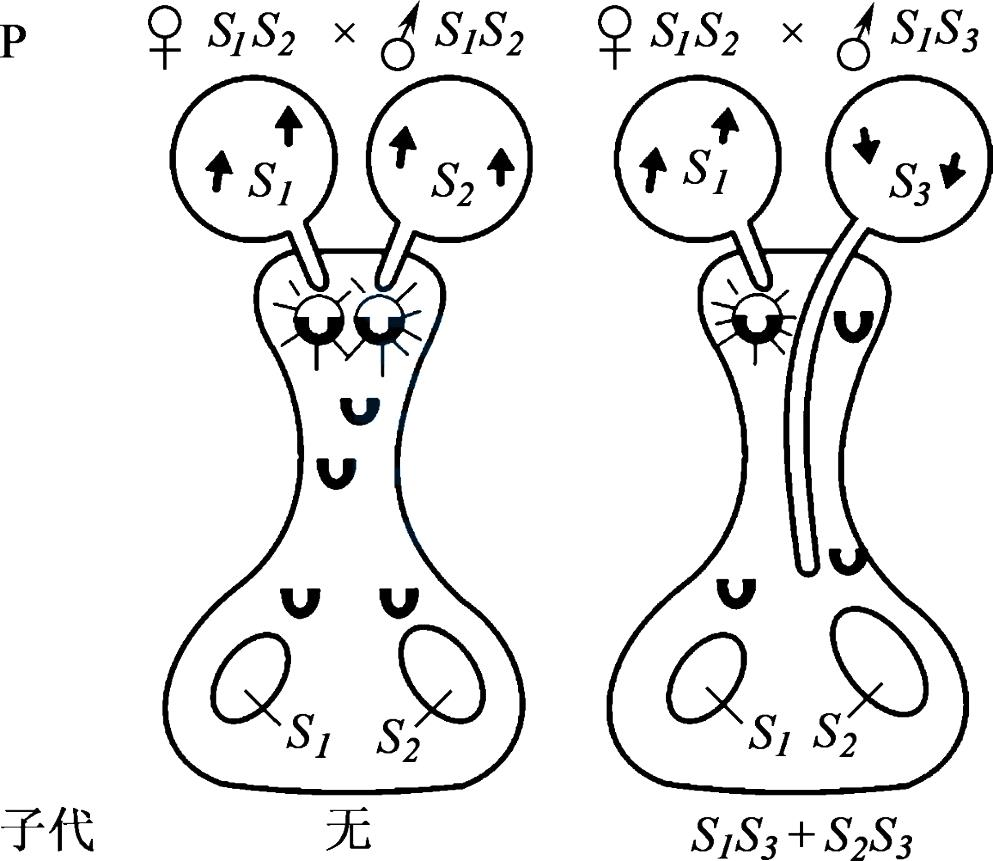 P ♀ S₁S₂ × ♂ S₁S₂ ♀ S₁S₂ × ♂ S₁S₃
S₁ S₂ S₁ S₃
S₁ S₂ S₁ S₂
子代 无 S₁S₃ + S₂S₃